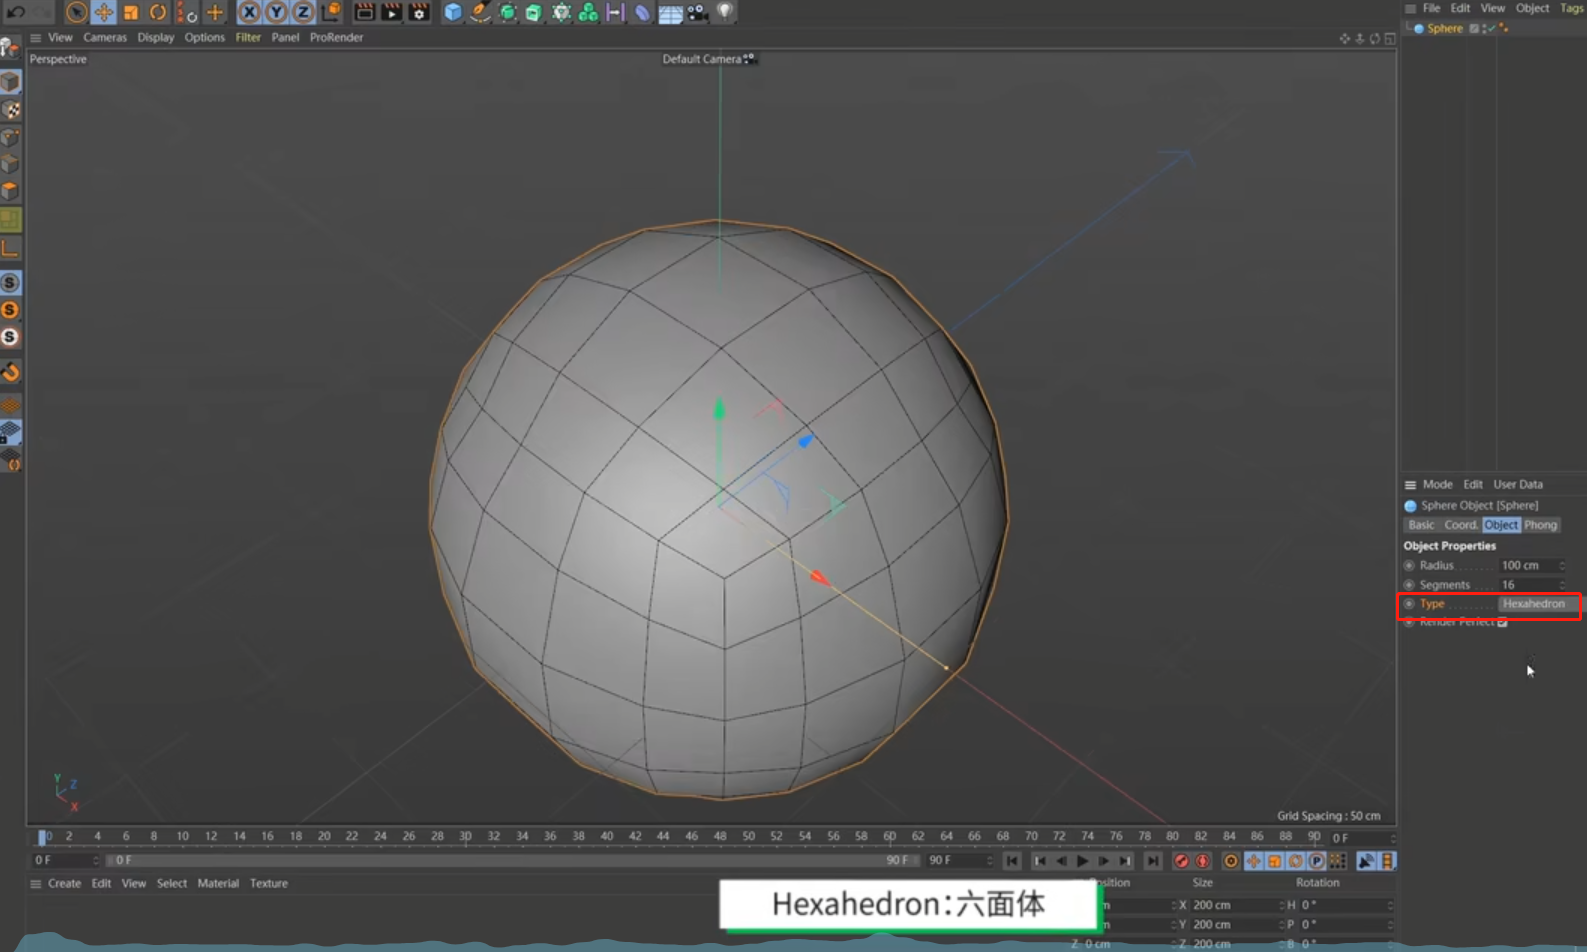 File Edit View Object Tags
View Cameras Display Options Filter Panel ProRender
Sphere
Perspective
Default Camera
Mode Edit User Data
Sphere Object [Sphere]
Basic Coord. Object Phong
Object Properties
Radius 100 cm
Segments 16
Type Hexahedron
Render Perfect
Y
Z
X
Grid Spacing : 50 cm
0 2 4 6 8 10 12 14 16 18 20 22 24 26 28 30 32 34 36 38 40 42 44 46 48 50 52 54 56 58 60 62 64 66 68 70 72 74 76 78 80 82 84 86 88 90 0 F
0 F 0 F 90 F 90 F
Create Edit View Select Material Texture
Size Rotation
X 200 cm H 0 °
Y 200 cm P 0 °
Z 0 cm Z 200 cm B 0 °
Hexahedron：六面体